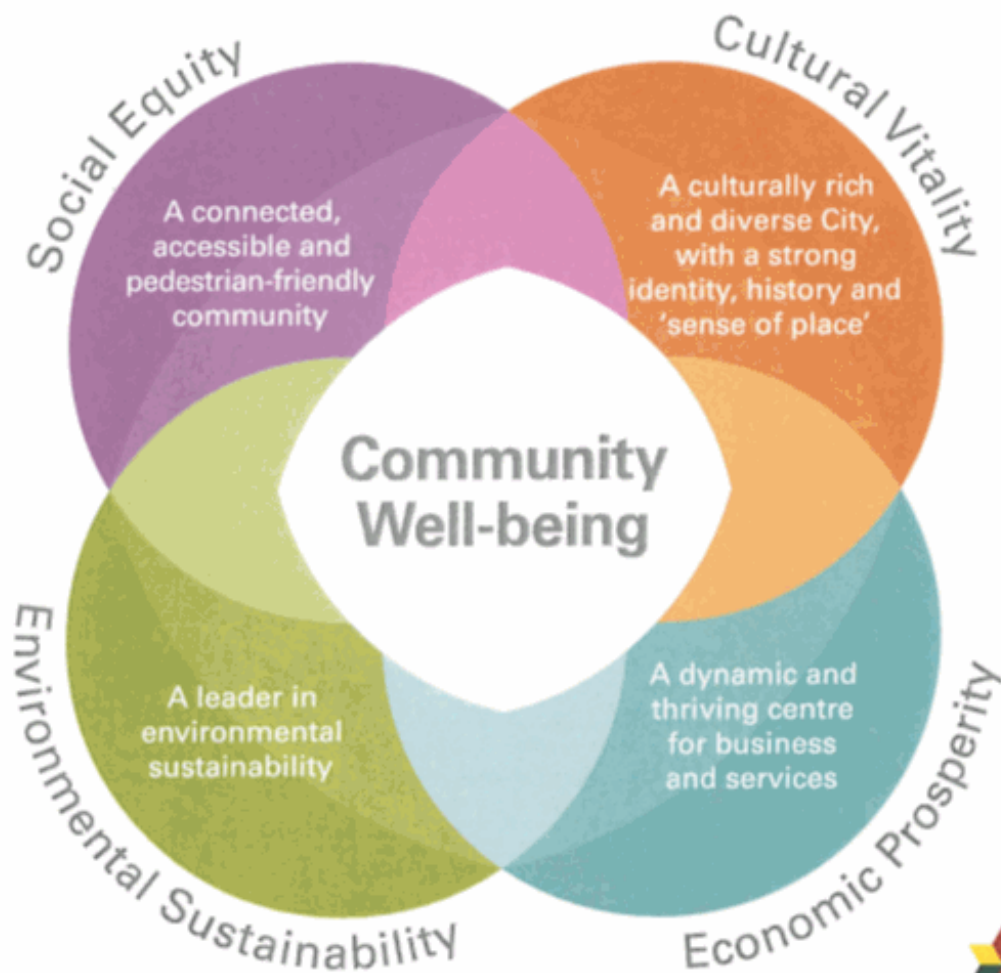 Social Equity
Cultural Vitality
A connected,
accessible and
pedestrian-friendly
community
A culturally rich
and diverse City,
with a strong
identity, history and
'sense of place'
Community
Well-being
A leader in
environmental
sustainability
A dynamic and
thriving centre
for business
and services
Environmental Sustainability
Economic Prosperity